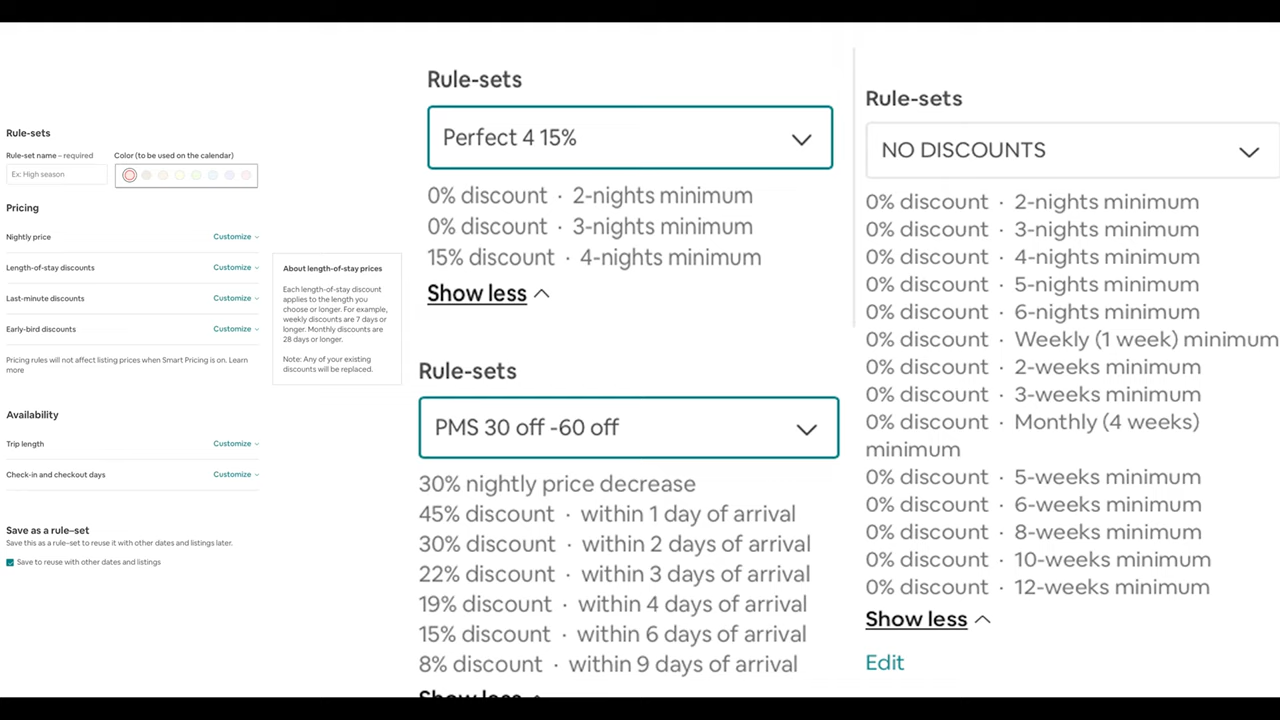 Rule-sets
Rule-set name – required
Color (to be used on the calendar)
Ex: High season
Pricing
Nightly price
Customize
Length-of-stay discounts
Customize
Last-minute discounts
Customize
Early-bird discounts
Customize
Pricing rules will not affect listing prices when Smart Pricing is on. Learn
more
Availability
Trip length
Customize
Check-in and checkout days
Customize
Save as a rule-set
Save this as a rule-set to reuse it with other dates and listings later.
Save to reuse with other dates and listings
About length-of-stay prices
Each length-of-stay discount
applies to the length you
choose or longer. For example,
weekly discounts are 7 days or
longer. Monthly discounts are
28 days or longer.
Note: Any of your existing
discounts will be replaced.
Rule-sets
Perfect 4 15%
0% discount · 2-nights minimum
0% discount · 3-nights minimum
15% discount · 4-nights minimum
Show less
Rule-sets
PMS 30 off -60 off
30% nightly price decrease
45% discount · within 1 day of arrival
30% discount · within 2 days of arrival
22% discount · within 3 days of arrival
19% discount · within 4 days of arrival
15% discount · within 6 days of arrival
8% discount · within 9 days of arrival
Show less
Rule-sets
NO DISCOUNTS
0% discount · 2-nights minimum
0% discount · 3-nights minimum
0% discount · 4-nights minimum
0% discount · 5-nights minimum
0% discount · 6-nights minimum
0% discount · Weekly (1 week) minimum
0% discount · 2-weeks minimum
0% discount · 3-weeks minimum
0% discount · Monthly (4 weeks)
minimum
0% discount · 5-weeks minimum
0% discount · 6-weeks minimum
0% discount · 8-weeks minimum
0% discount · 10-weeks minimum
0% discount · 12-weeks minimum
Show less
Edit